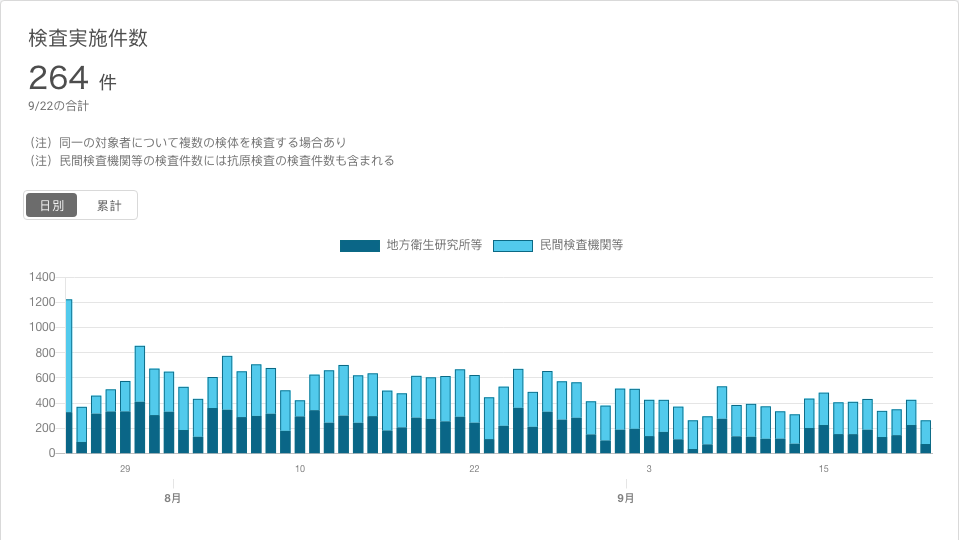 検査実施件数
264 件
9/22の合計
（注）同一の対象者について複数の検体を検査する場合あり
（注）民間検査機関等の検査件数には抗原検査の検査件数も含まれる
日別 累計
地方衛生研究所等 民間検査機関等
1400
1200
1000
800
600
400
200
0
29 10 22 3 15
8月 9月